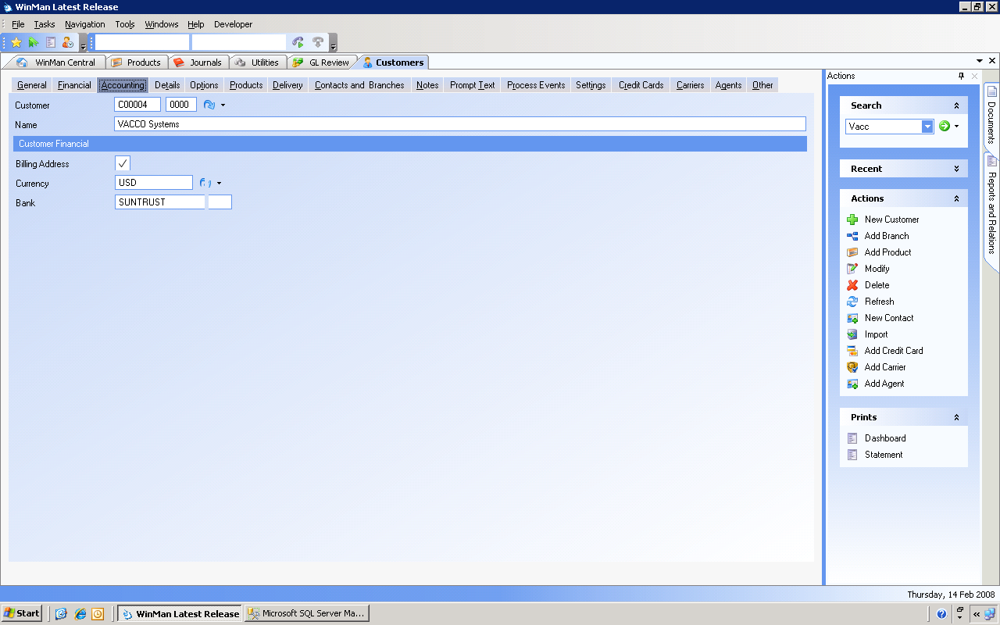 WinMan Latest Release
File Tasks Navigation Tools Windows Help Developer
WinMan Central Products Journals Utilities GL Review Customers
General Financial Accounting Details Options Products Delivery Contacts and Branches Notes Prompt Text Process Events Settings Credit Cards Carriers Agents Other
Customer C00004 0000
Name VACCO Systems
Customer Financial
Billing Address
Currency USD
Bank SUNTRUST
Actions
Search
Vacc
Recent
Actions
New Customer
Add Branch
Add Product
Modify
Delete
Refresh
New Contact
Import
Add Credit Card
Add Carrier
Add Agent
Prints
Dashboard
Statement
Documents
Reports and Relations
Thursday, 14 Feb 2008
Start WinMan Latest Release Microsoft SQL Server Ma...